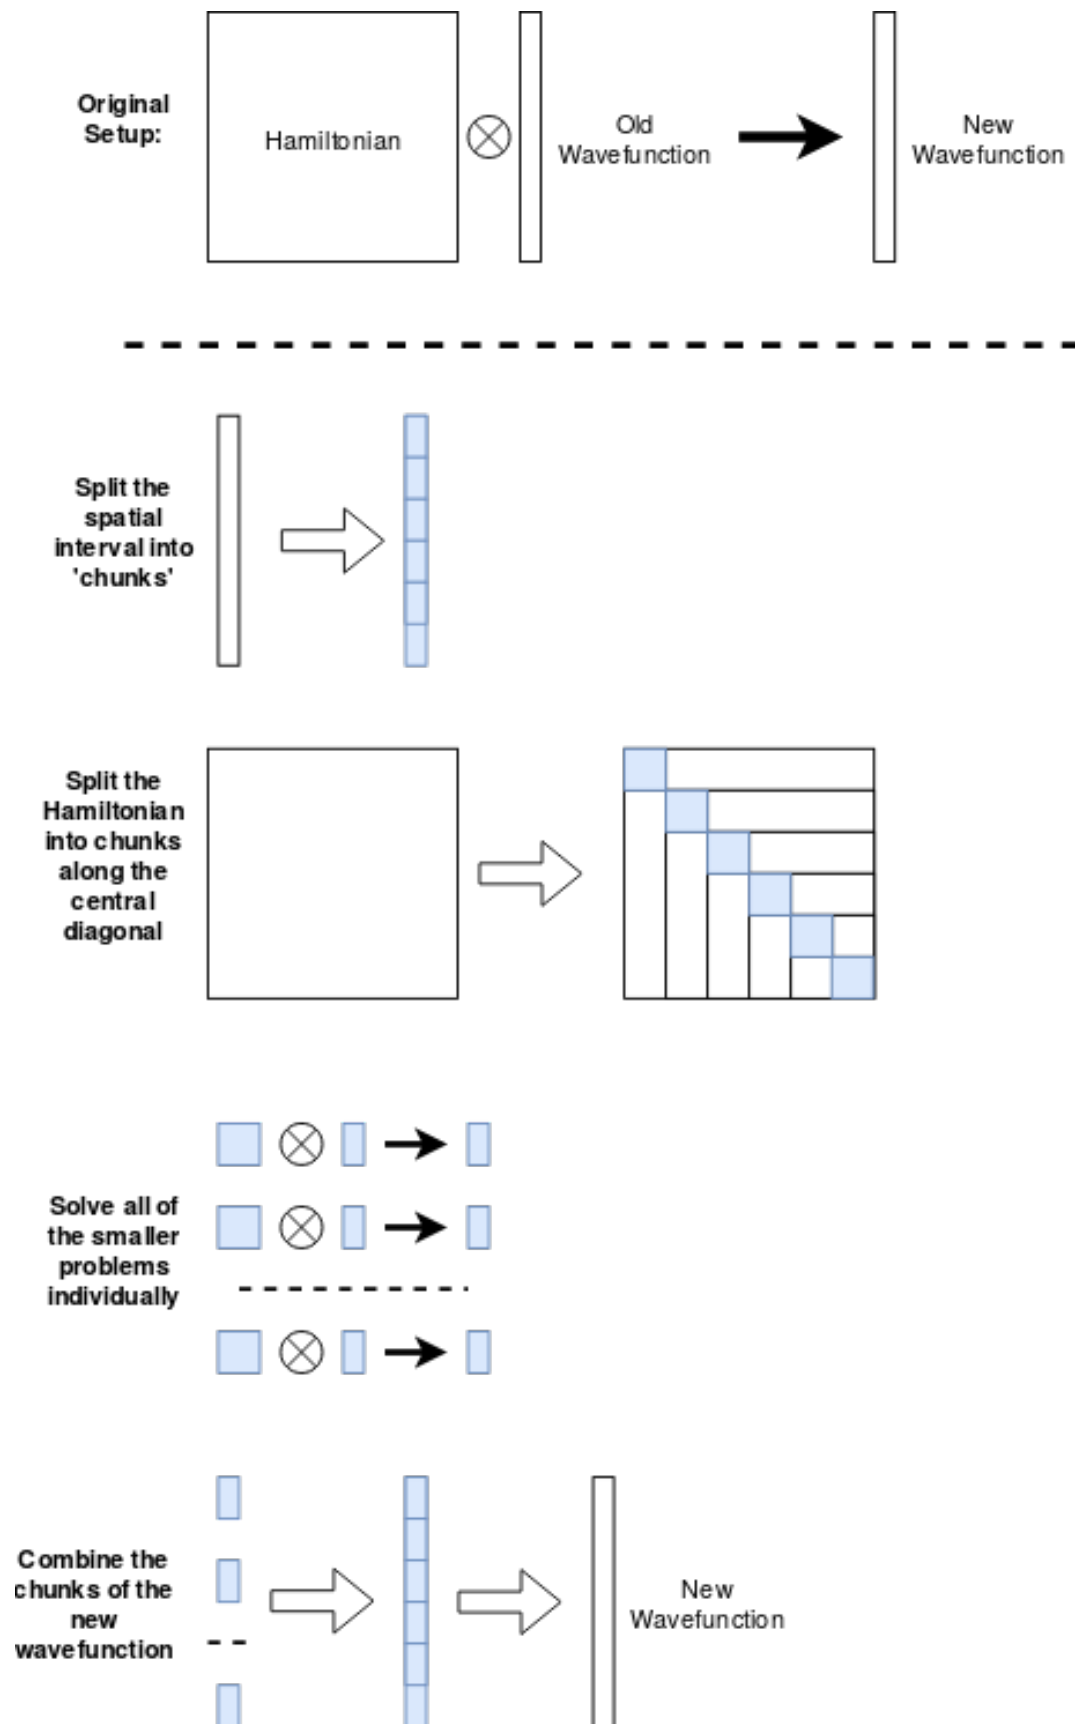 Original
Setup:
Hamiltonian
Old
Wavefunction
New
Wavefunction
Split the
spatial
interval into
'chunks'
Split the
Hamiltonian
into chunks
along the
central
diagonal
Solve all of
the smaller
problems
individually
Combine the
chunks of the
new
wavefunction
New
Wavefunction